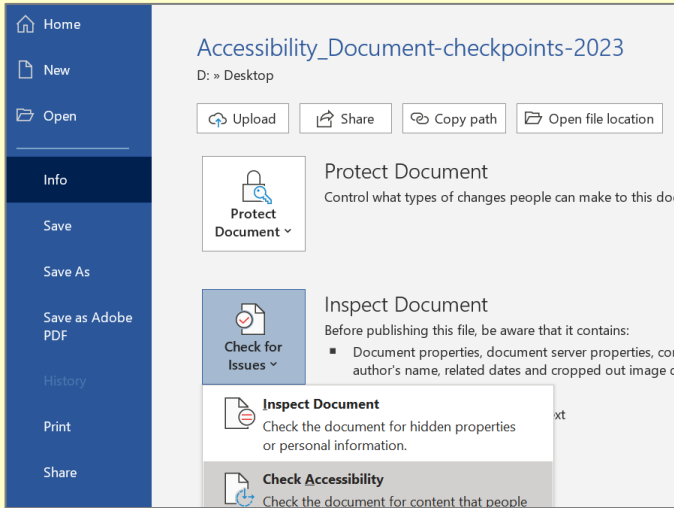 Home
New
Open
Info
Save
Save As
Save as Adobe
PDF
History
Print
Share
Accessibility_Document-checkpoints-2023
D: » Desktop
Upload
Share
Copy path
Open file location
Protect
Document
Protect Document
Control what types of changes people can make to this do
Check for
Issues
Inspect Document
Before publishing this file, be aware that it contains:
■ Document properties, document server properties, co
author's name, related dates and cropped out image
xt
Inspect Document
Check the document for hidden properties
or personal information.
Check Accessibility
Check the document for content that people